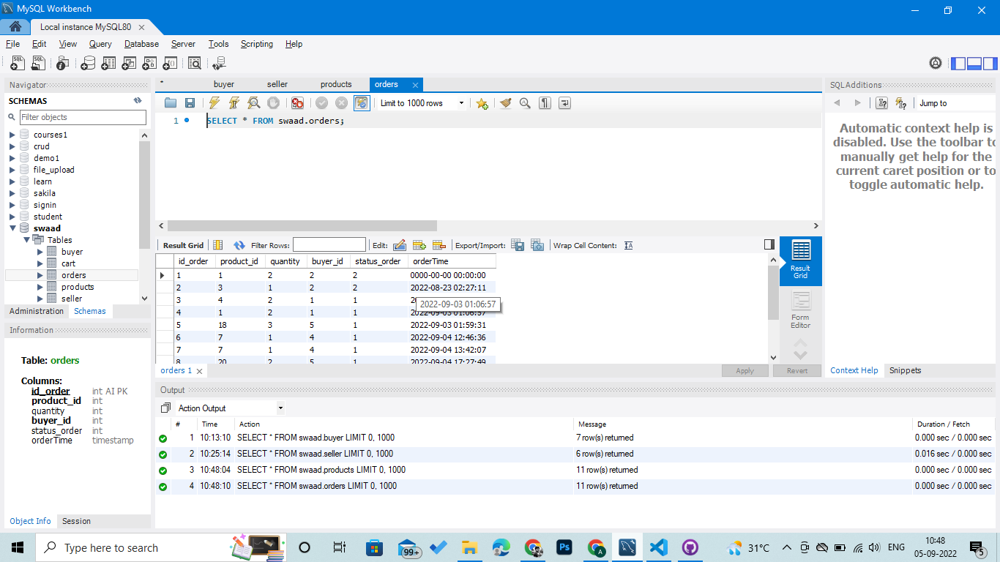 MySQL Workbench
Local instance MySQL80
File Edit View Query Database Server Tools Scripting Help
Navigator
SCHEMAS
Filter objects
courses1
crud
demo1
file_upload
learn
sakila
signin
student
swaad
Tables
buyer
cart
orders
products
seller
Administration Schemas
Information
Table: orders
Columns:
id_order int AI PK
product_id int
quantity int
buyer_id int
status_order int
orderTime timestamp
Object Info Session
buyer seller products orders
Limit to 1000 rows
1 SELECT * FROM swaad.orders;
Result Grid Filter Rows: Edit: Export/Import: Wrap Cell Content:
id_order product_id quantity buyer_id status_order orderTime
1 1 2 2 2 0000-00-00 00:00:00
2 3 1 2 2 2022-08-23 02:27:11
3 4 2 1 1
2022-09-03 01:06:57
4 1 2 1 1 2022-09-03 01:06:57
5 18 3 5 1 2022-09-03 01:59:31
6 7 1 4 1 2022-09-04 12:46:36
7 7 1 4 1 2022-09-04 13:42:07
8 20 2 5 1 2022-09-04 17:27:49
Result Grid
Form Editor
orders 1
Apply Revert
SQLAdditions
Jump to
Automatic context help is
disabled. Use the toolbar to
manually get help for the
current caret position or to
toggle automatic help.
Context Help Snippets
Output
Action Output
# Time Action Message Duration / Fetch
1 10:13:10 SELECT * FROM swaad.buyer LIMIT 0, 1000 7 row(s) returned 0.000 sec / 0.000 sec
2 10:25:14 SELECT * FROM swaad.seller LIMIT 0, 1000 6 row(s) returned 0.016 sec / 0.000 sec
3 10:48:04 SELECT * FROM swaad.products LIMIT 0, 1000 11 row(s) returned 0.000 sec / 0.000 sec
4 10:48:10 SELECT * FROM swaad.orders LIMIT 0, 1000 11 row(s) returned 0.000 sec / 0.000 sec
Type here to search
99+
Ps
31°C
ENG
10:48
05-09-2022
5